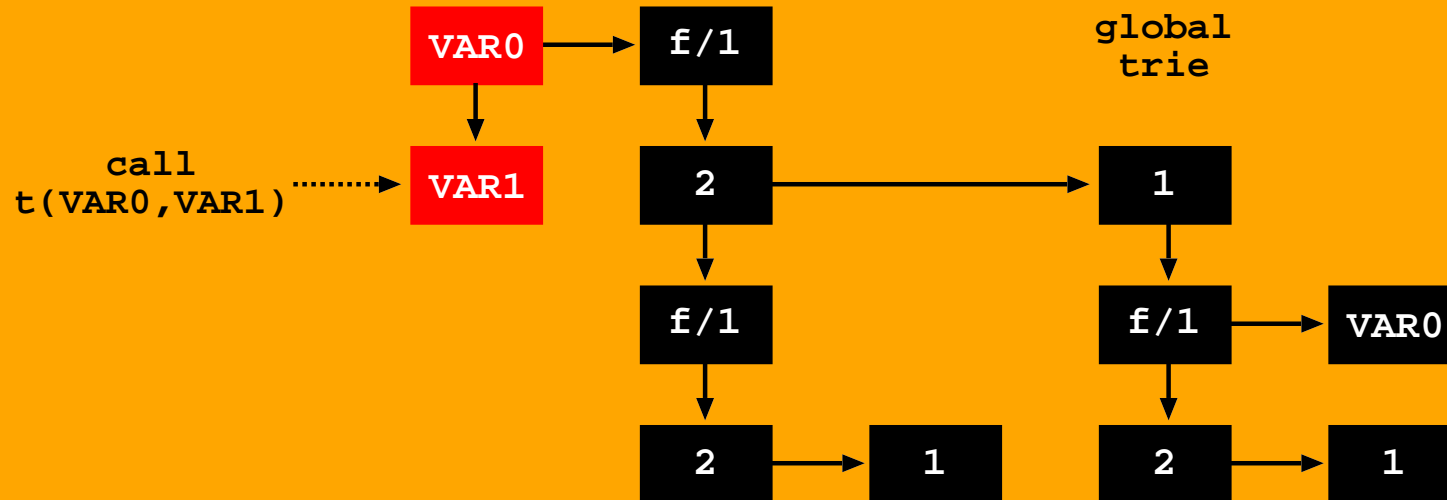 VAR0
f/1
global
trie
call
t(VAR0,VAR1)
VAR1
2
1
f/1
f/1
VAR0
2
1
2
1